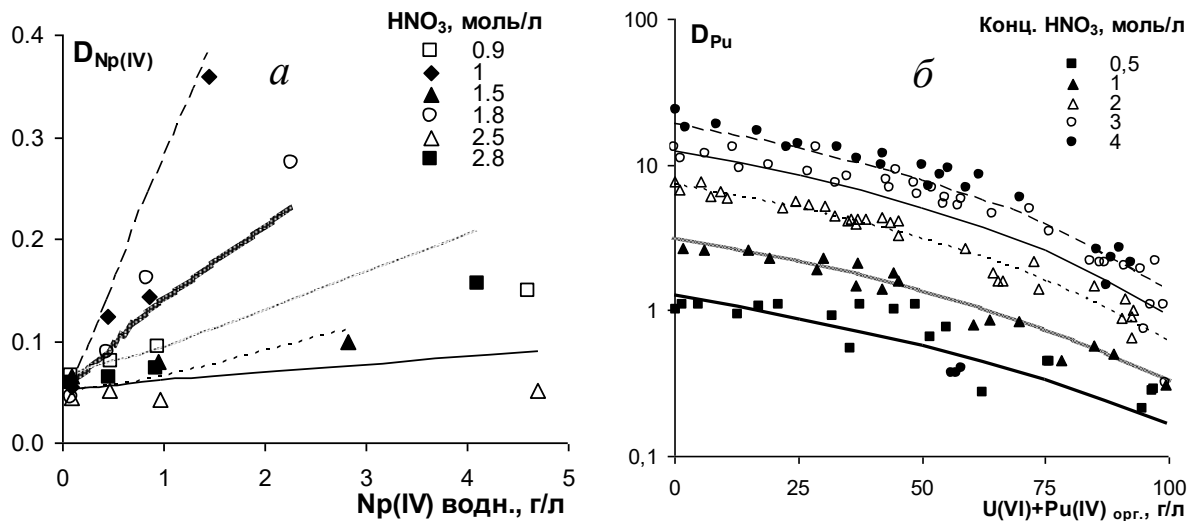 D Np(IV)
а
HNO₃, моль/л
0.9
1
1.5
1.8
2.5
2.8
0.4
0.3
0.2
0.1
0.0
0 1 2 3 4 5
Np(IV) водн., г/л
D Pu
б
Конц. HNO₃, моль/л
0,5
1
2
3
4
100
10
1
0,1
0 25 50 75 100
U(VI)+Pu(IV) орг., г/л